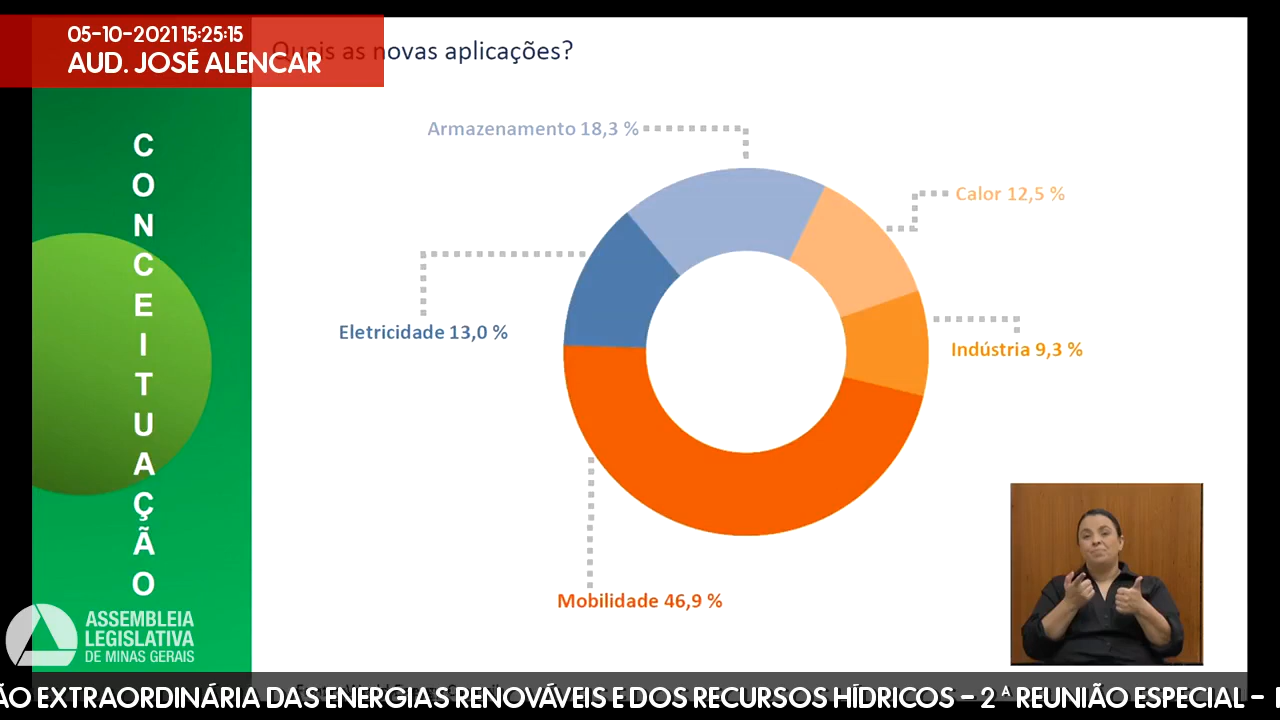 05-10-2021 15:25:15
AUD. JOSÉ ALENCAR
Quais as novas aplicações?
CONCEITUAÇÃO
Armazenamento 18,3 %
Calor 12,5 %
Eletricidade 13,0 %
Indústria 9,3 %
Mobilidade 46,9 %
ASSEMBLEIA
LEGISLATIVA
DE MINAS GERAIS
ÃO EXTRAORDINÁRIA DAS ENERGIAS RENOVÁVEIS E DOS RECURSOS HÍDRICOS – 2ª REUNIÃO ESPECIAL –